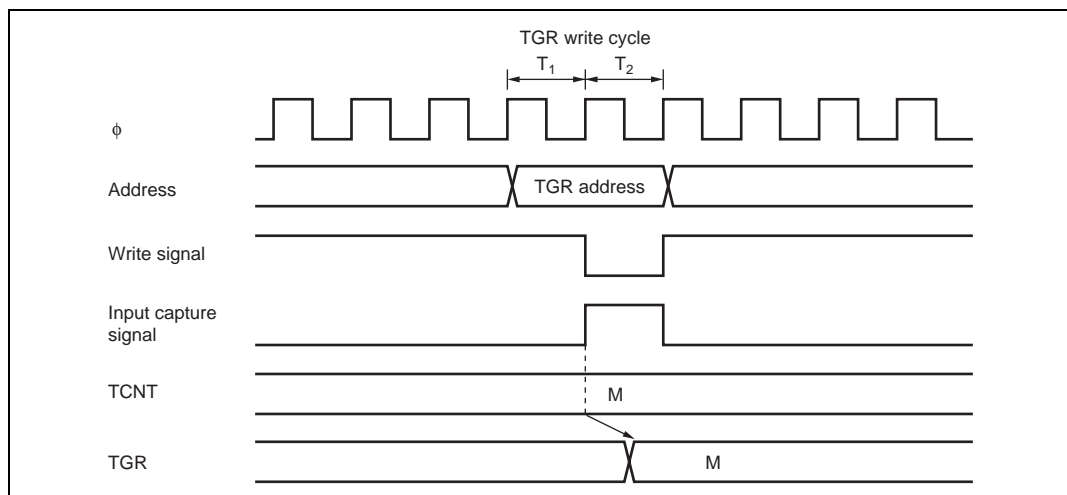 TGR write cycle
T1 T2
ϕ
Address
TGR address
Write signal
Input capture
signal
TCNT
M
TGR
M